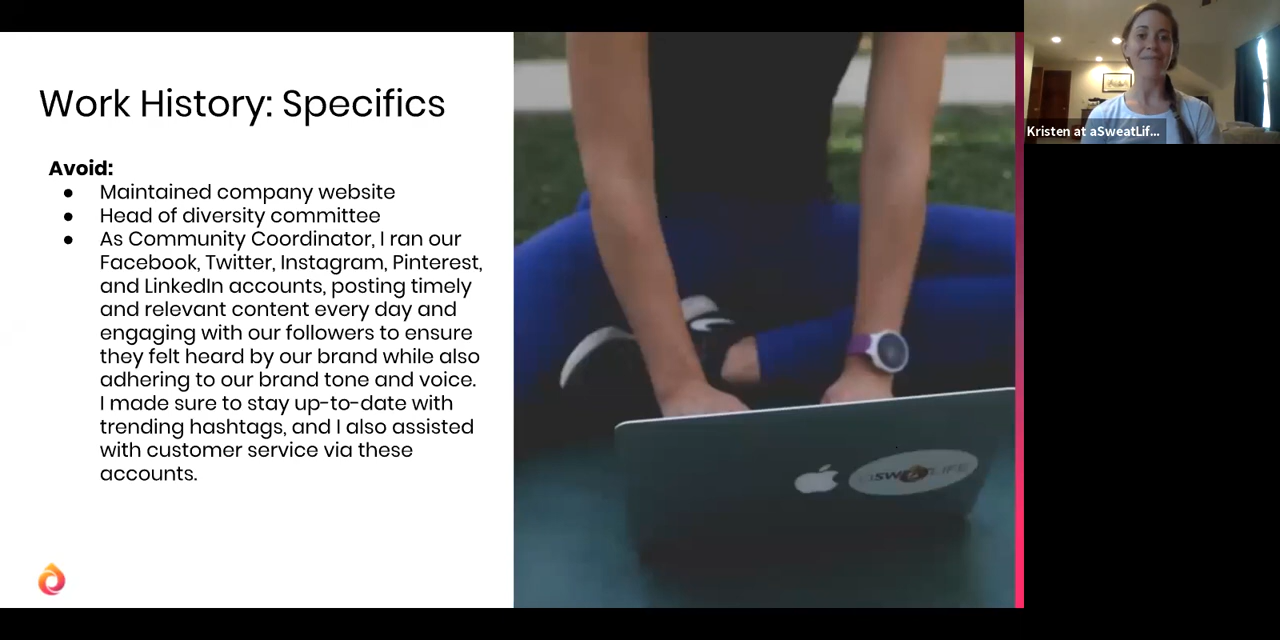 Work History: Specifics
Avoid:
● Maintained company website
● Head of diversity committee
● As Community Coordinator, I ran our
Facebook, Twitter, Instagram, Pinterest,
and LinkedIn accounts, posting timely
and relevant content every day and
engaging with our followers to ensure
they felt heard by our brand while also
adhering to our brand tone and voice.
I made sure to stay up-to-date with
trending hashtags, and I also assisted
with customer service via these
accounts.
aSWEATLIFE
Kristen at aSweatLif...